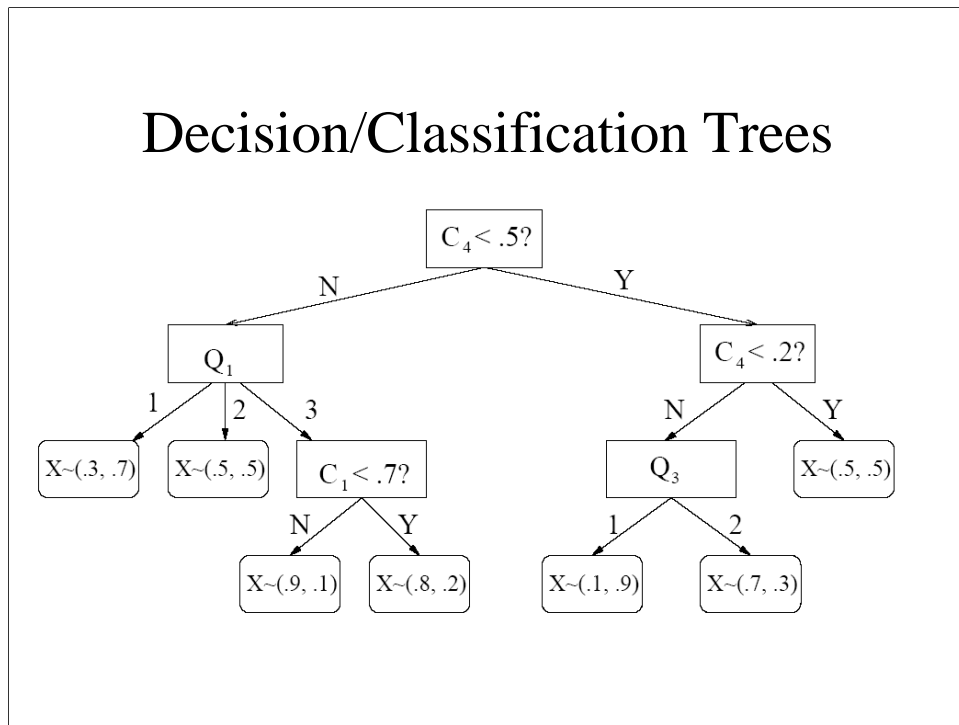 Decision/Classification Trees
C₄ < .5?
N Y
Q₁ C₄ < .2?
1 2 3 N Y
X~(.3, .7) X~(.5, .5) C₁ < .7? Q₃ X~(.5, .5)
N Y 1 2
X~(.9, .1) X~(.8, .2) X~(.1, .9) X~(.7, .3)